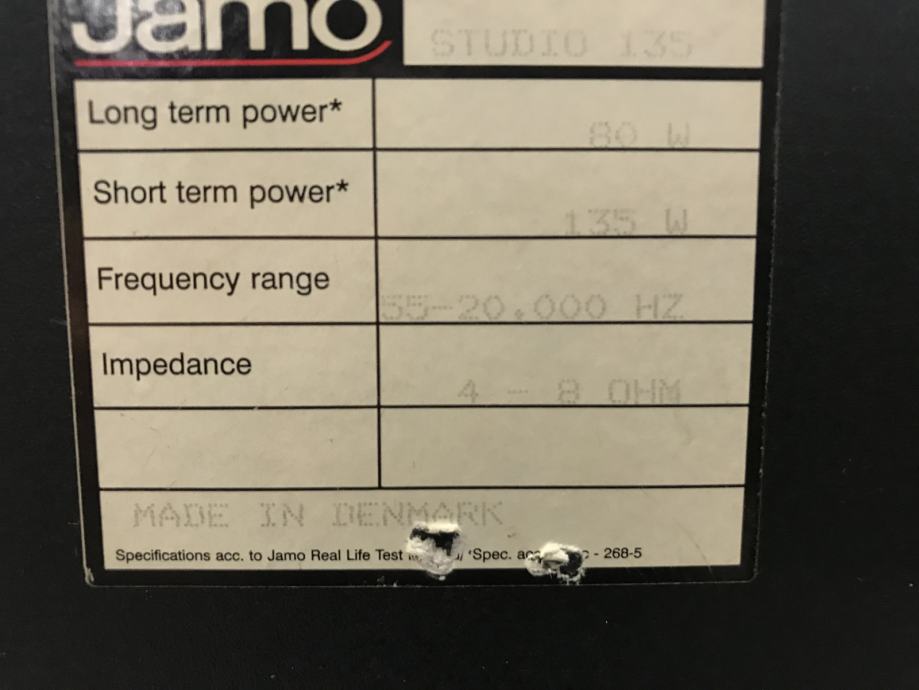 Jamo
STUDIO 135
Long term power* 80 W
Short term power* 135 W
Frequency range 55-20.000 HZ
Impedance 4 - 8 OHM
MADE IN DENMARK
Specifications acc. to Jamo Real Life Test *Spec. - 268-5